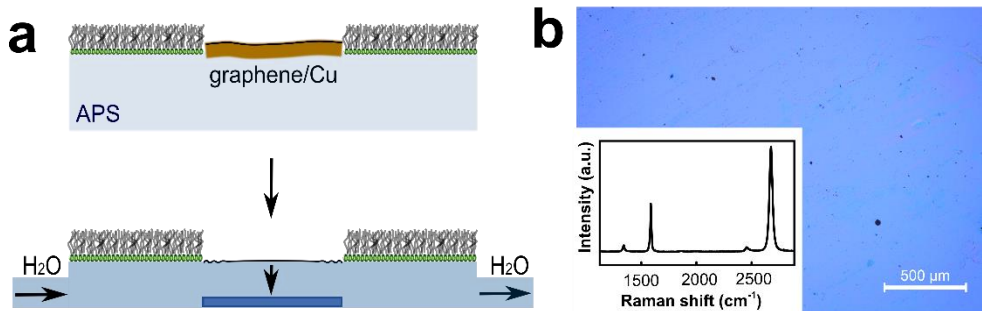 a
graphene/Cu
APS
H₂O
H₂O
b
Intensity (a.u.)
1500 2000 2500
Raman shift (cm⁻¹)
500 µm